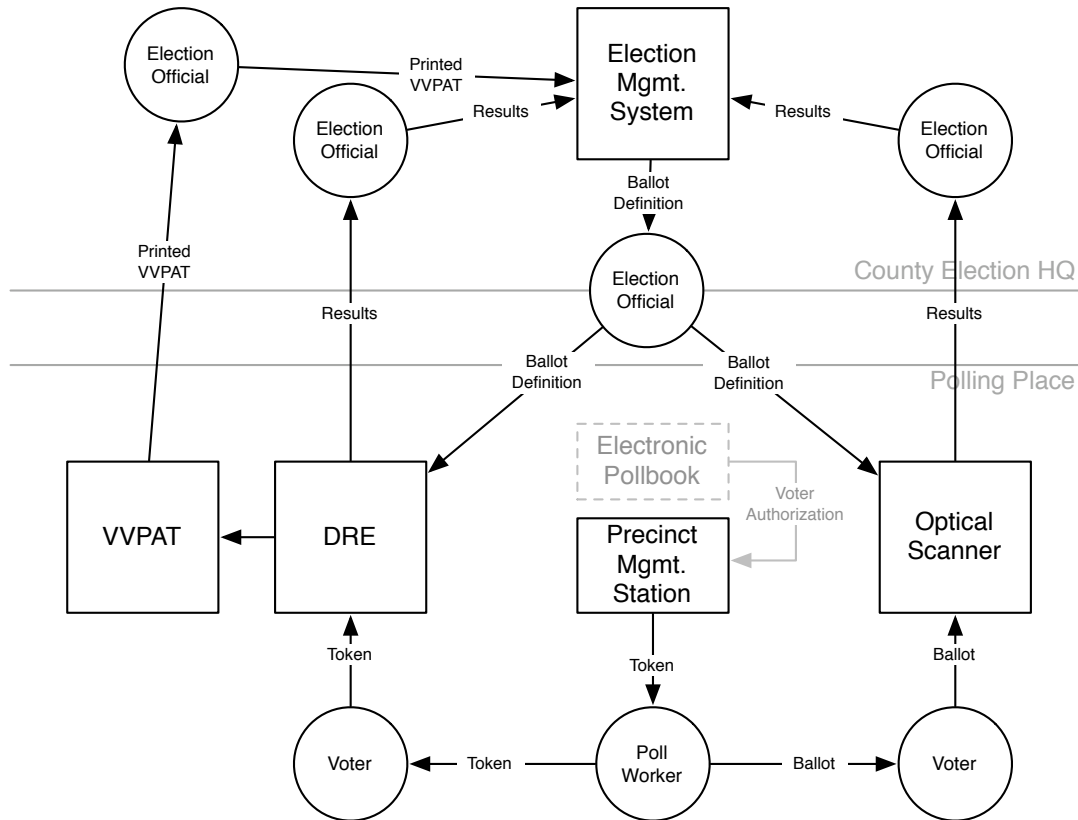 Election
Official
Printed
VVPAT
Election
Mgmt.
System
Election
Official
Results
Results
Election
Official
Ballot
Definition
Printed
VVPAT
Election
Official
County Election HQ
Results
Results
Ballot
Definition
Ballot
Definition
Polling Place
Electronic
Pollbook
Voter
Authorization
VVPAT
DRE
Precinct
Mgmt.
Station
Optical
Scanner
Token
Token
Ballot
Voter
Token
Poll
Worker
Ballot
Voter